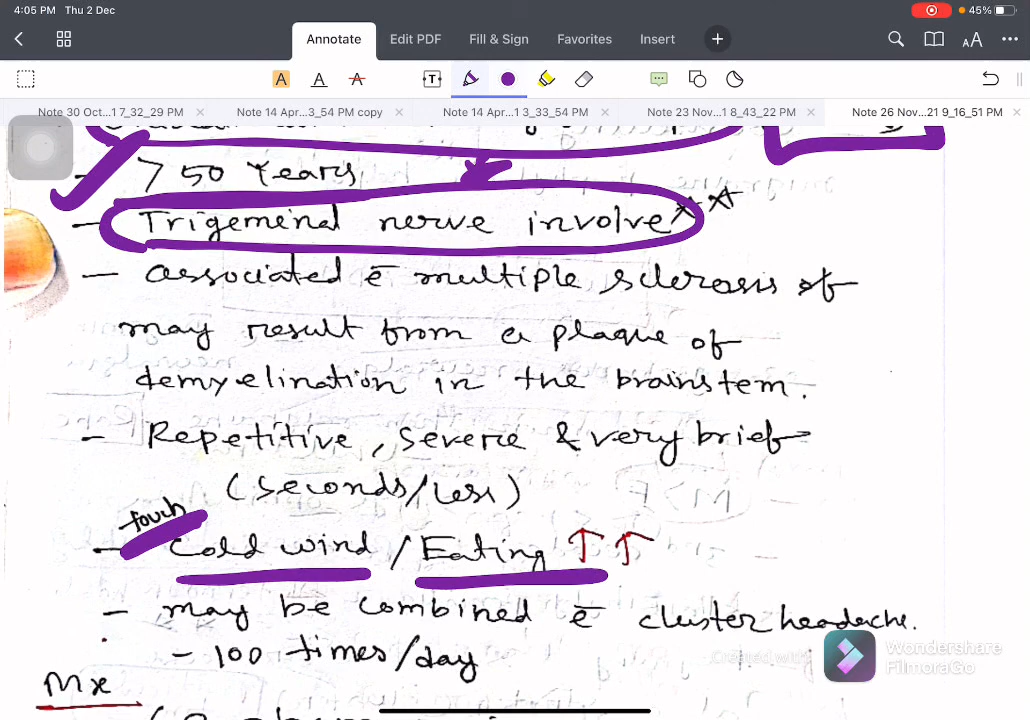 4:05 PM Thu 2 Dec
45%
Annotate Edit PDF Fill & Sign Favorites Insert
Note 30 Oct...1 7_32_29 PM Note 14 Apr...3_54 PM copy Note 14 Apr...1 3_33_54 PM Note 23 Nov...1 8_43_22 PM Note 26 Nov...21 9_16_51 PM
- > 50 Years
- Trigeminal nerve involve **
- associated c̄ multiple sclerosis &
may result from a plaque of
demyelination in the brainstem.
- Repetitive, severe & very brief
(seconds/less)
touch
- Cold wind / Eating ↑ ↑
- may be combined c̄ cluster headache.
- 100 times/day
Created with Wondershare
FilmoraGo
Mx